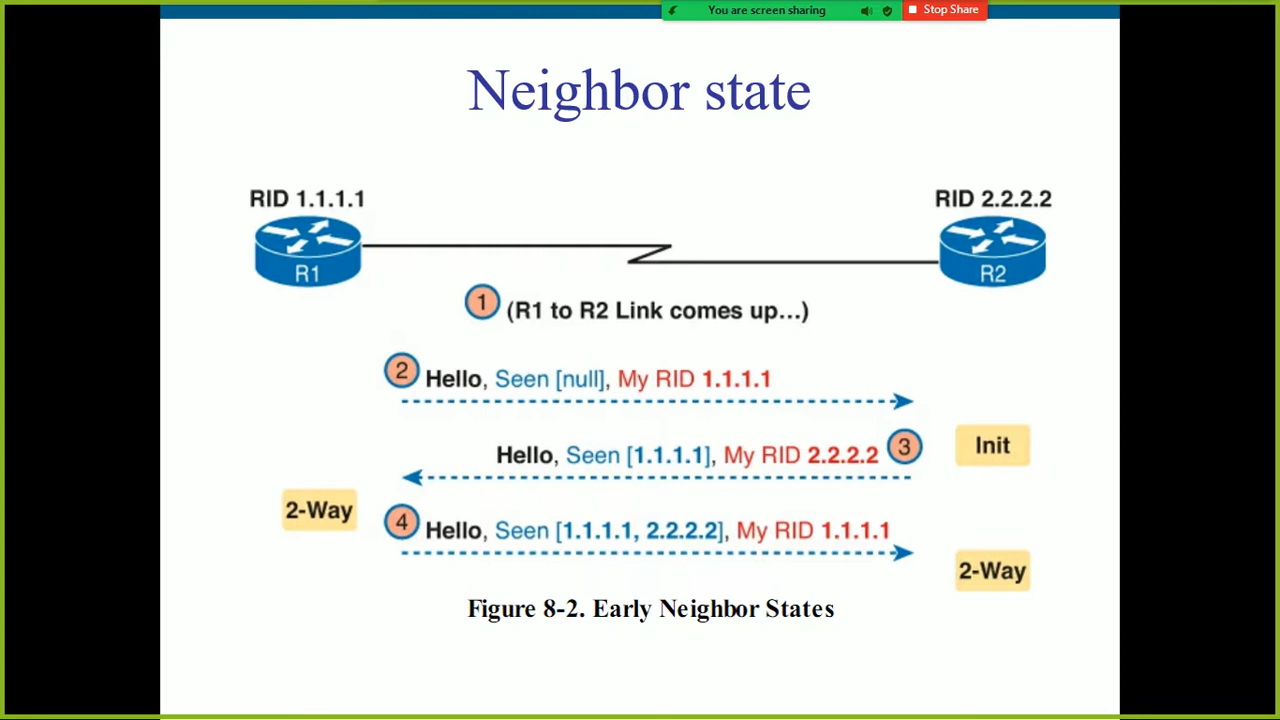 You are screen sharing
Stop Share
Neighbor state
RID 1.1.1.1
RID 2.2.2.2
R1
R2
1 (R1 to R2 Link comes up...)
2 Hello, Seen [null], My RID 1.1.1.1
Hello, Seen [1.1.1.1], My RID 2.2.2.2 3
Init
2-Way
4 Hello, Seen [1.1.1.1, 2.2.2.2], My RID 1.1.1.1
2-Way
Figure 8-2. Early Neighbor States